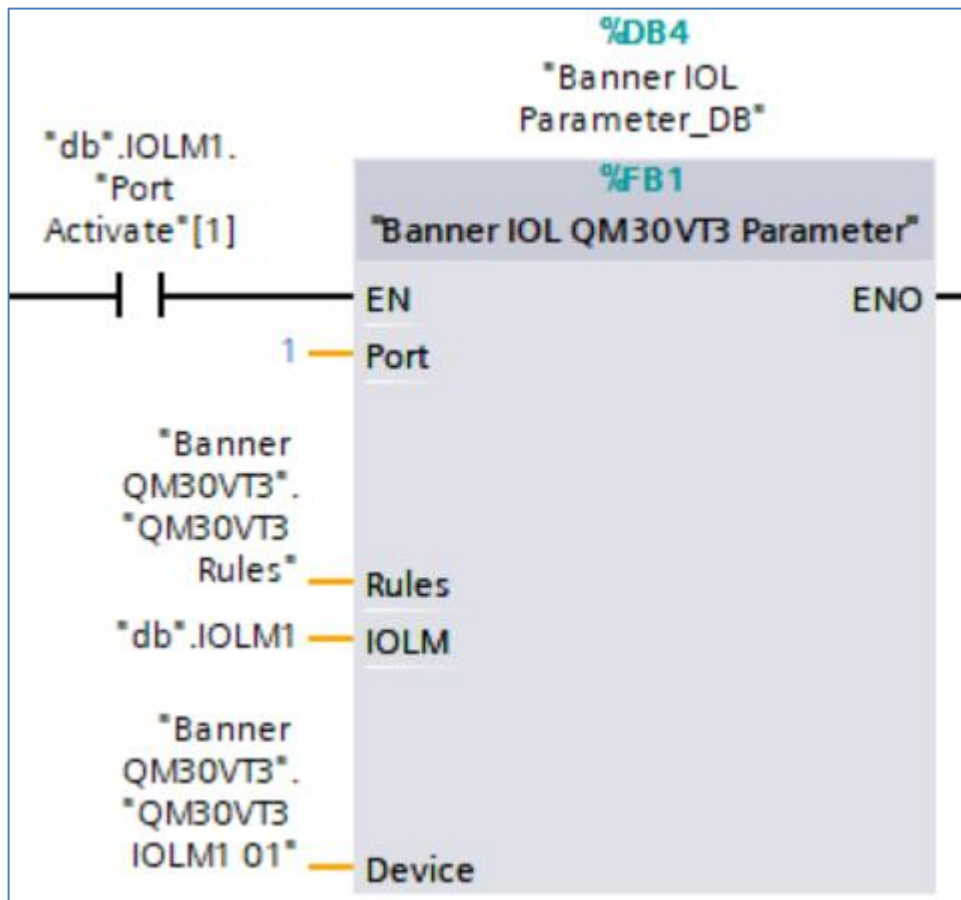 %DB4
"Banner IOL
Parameter_DB"
"db".IOLM1.
"Port
Activate"[1]
%FB1
"Banner IOL QM30VT3 Parameter"
EN
ENO
1
Port
"Banner
QM30VT3".
"QM30VT3
Rules"
Rules
"db".IOLM1
IOLM
"Banner
QM30VT3".
"QM30VT3
IOLM1 01"
Device